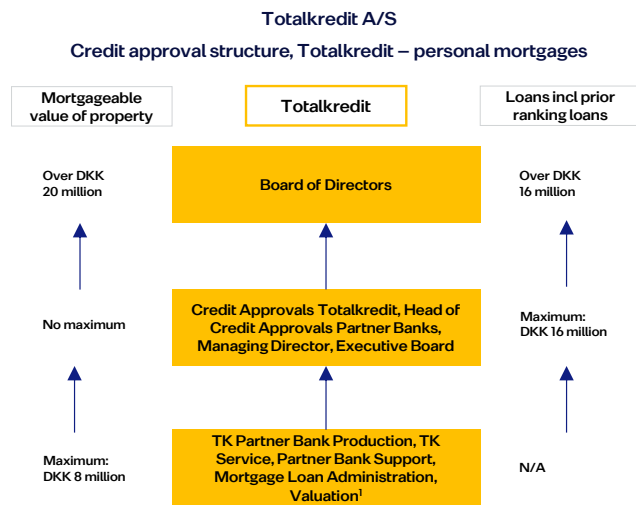 Totalkredit A/S
Credit approval structure, Totalkredit – personal mortgages
Mortgageable
value of property
Totalkredit
Loans incl prior
ranking loans
Over DKK
20 million
Board of Directors
Over DKK
16 million
No maximum
Credit Approvals Totalkredit, Head of
Credit Approvals Partner Banks,
Managing Director, Executive Board
Maximum:
DKK 16 million
Maximum:
DKK 8 million
TK Partner Bank Production, TK
Service, Partner Bank Support,
Mortgage Loan Administration,
Valuation¹
N/A